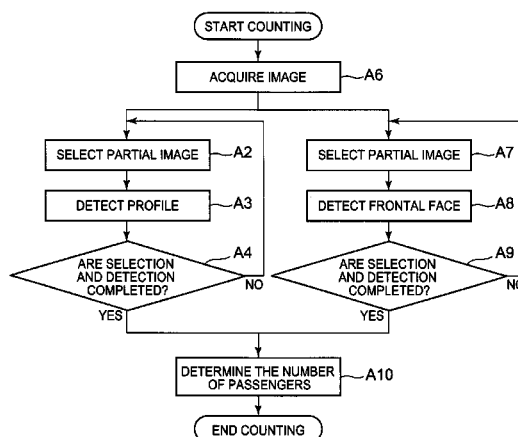 START COUNTING
ACQUIRE IMAGE
A6
SELECT PARTIAL IMAGE
A2
DETECT PROFILE
A3
ARE SELECTION
AND DETECTION
COMPLETED?
A4
NO
YES
SELECT PARTIAL IMAGE
A7
DETECT FRONTAL FACE
A8
ARE SELECTION
AND DETECTION
COMPLETED?
A9
NO
YES
DETERMINE THE NUMBER
OF PASSENGERS
A10
END COUNTING